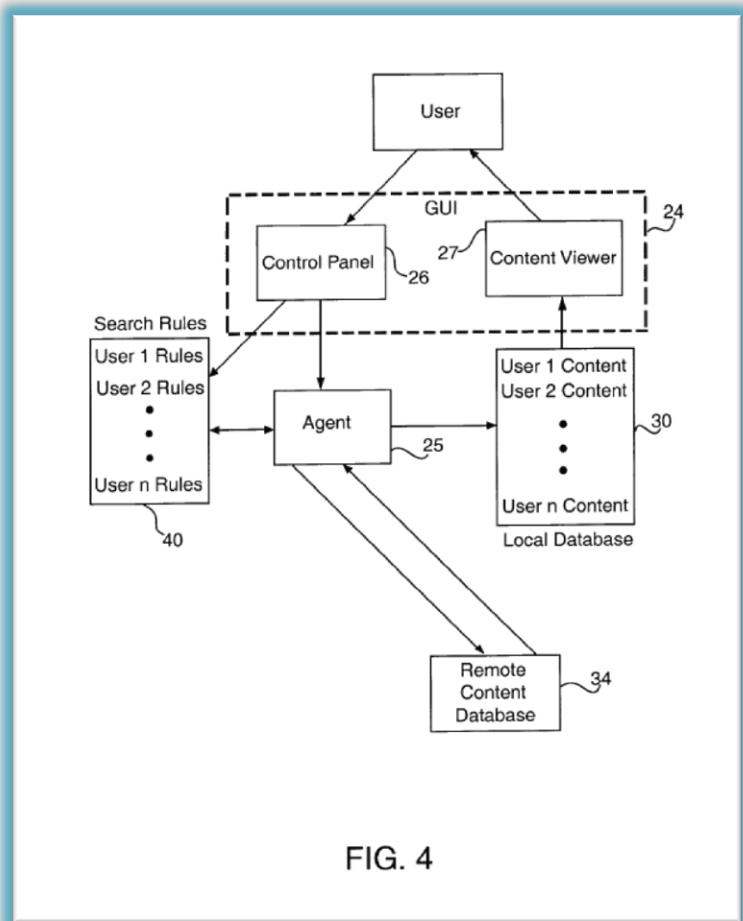 User
GUI
24
Control Panel
26
27
Content Viewer
Search Rules
User 1 Rules
User 2 Rules
User n Rules
40
Agent
25
User 1 Content
User 2 Content
User n Content
30
Local Database
Remote
Content
Database
34
FIG. 4